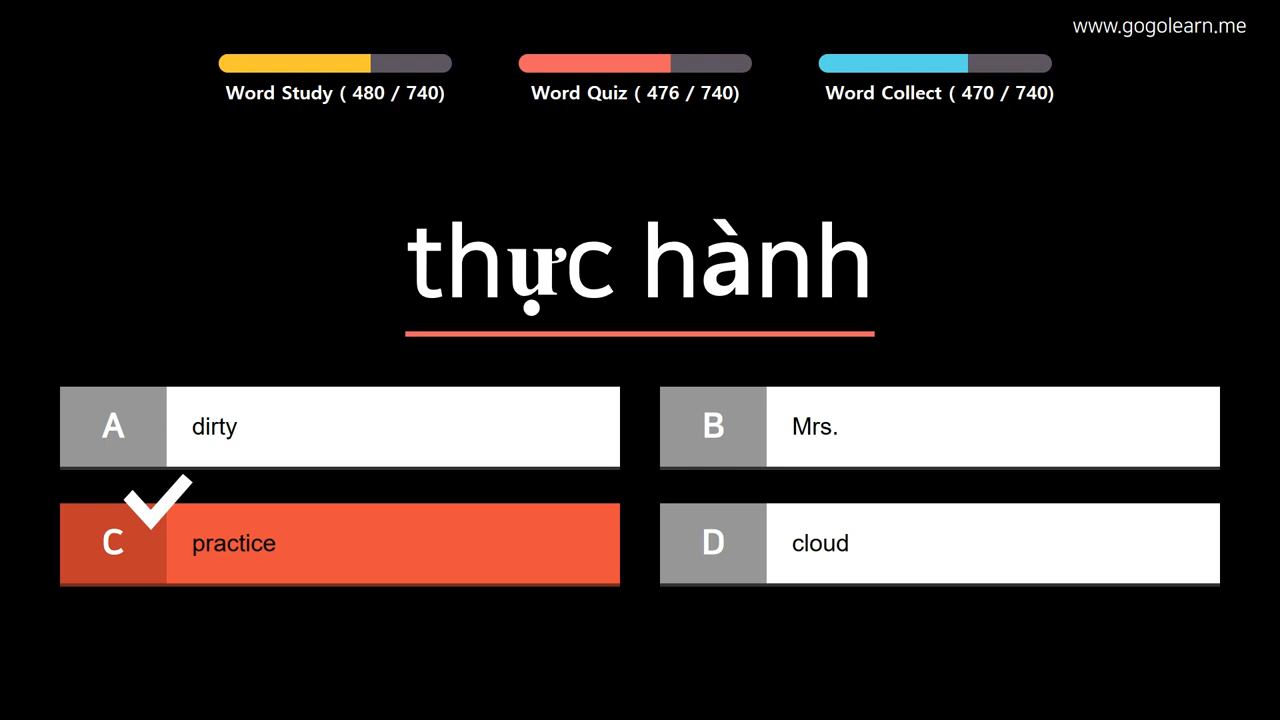 www.gogolearn.me
Word Study ( 480 / 740)
Word Quiz ( 476 / 740)
Word Collect ( 470 / 740)
thực hành
A dirty
B Mrs.
C practice
D cloud